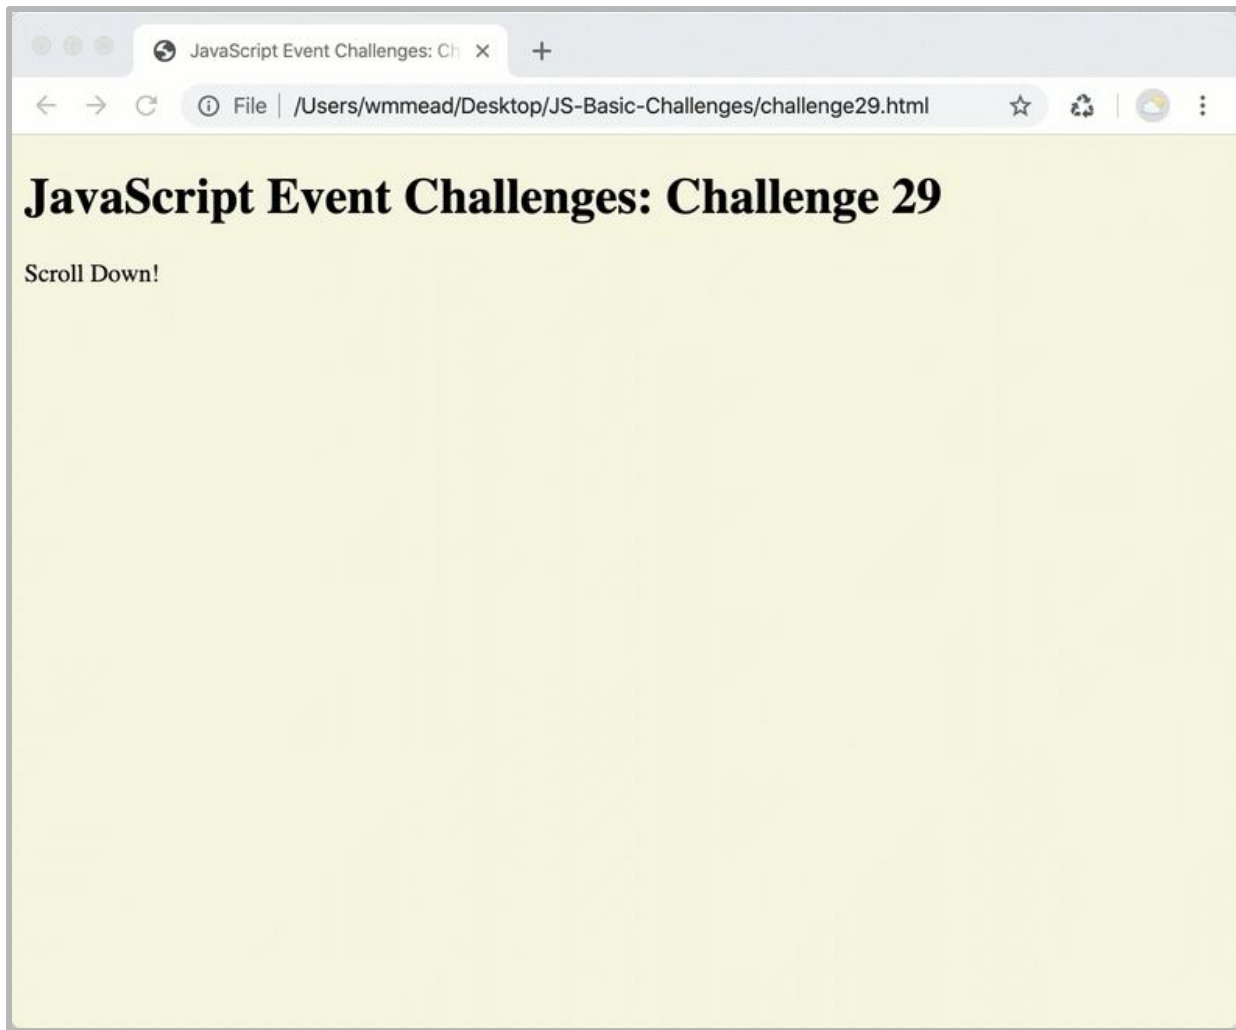 JavaScript Event Challenges: Ch
File /Users/wmmead/Desktop/JS-Basic-Challenges/challenge29.html
JavaScript Event Challenges: Challenge 29
Scroll Down!